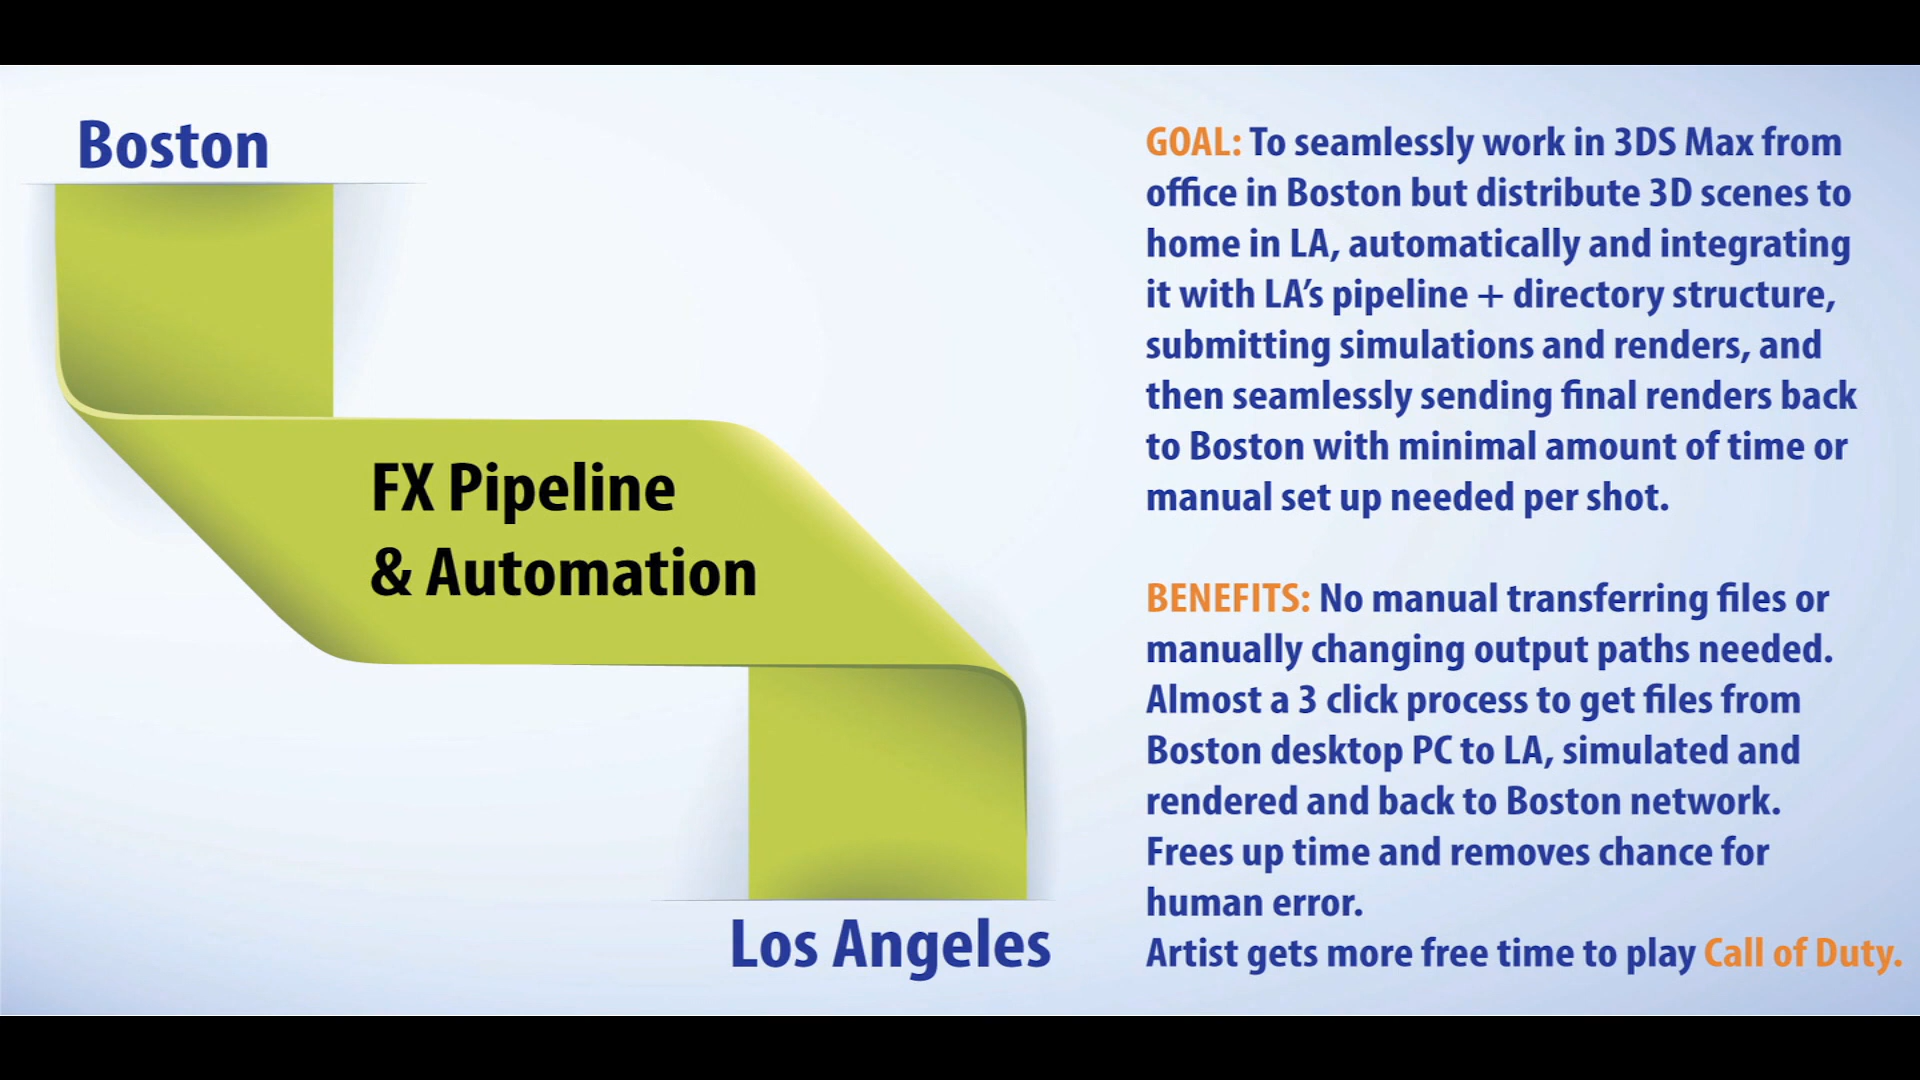 Boston
FX Pipeline
& Automation
Los Angeles
GOAL: To seamlessly work in 3DS Max from
office in Boston but distribute 3D scenes to
home in LA, automatically and integrating
it with LA’s pipeline + directory structure,
submitting simulations and renders, and
then seamlessly sending final renders back
to Boston with minimal amount of time or
manual set up needed per shot.
BENEFITS: No manual transferring files or
manually changing output paths needed.
Almost a 3 click process to get files from
Boston desktop PC to LA, simulated and
rendered and back to Boston network.
Frees up time and removes chance for
human error.
Artist gets more free time to play Call of Duty.